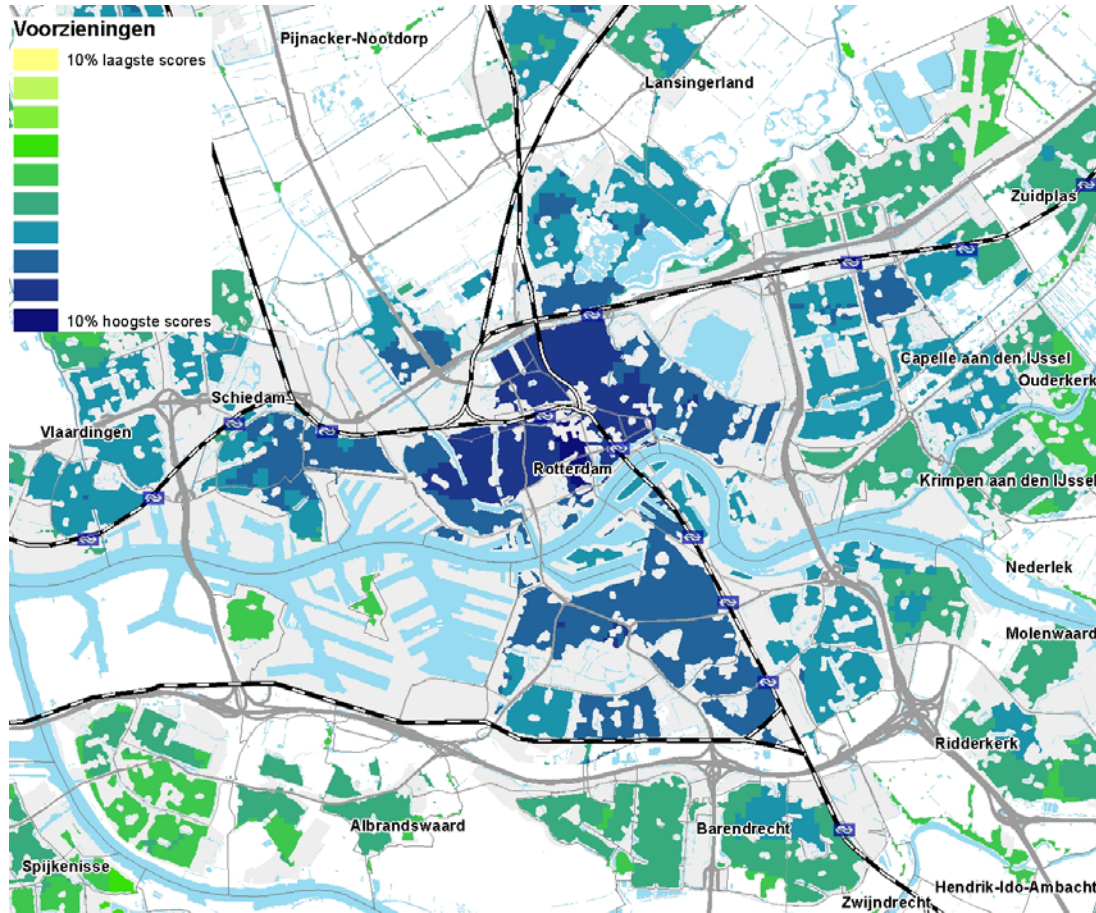 Voorzieningen
10% laagste scores
10% hoogste scores
Pijnacker-Nootdorp
Lansingerland
Zuidplas
Capelle aan den IJssel
Ouderkerk
Schiedam
Vlaardingen
Rotterdam
Krimpen aan den IJssel
Nederlek
Molenwaard
Ridderkerk
Albrandswaard
Barendrecht
Spijkenisse
Hendrik-Ido-Ambacht
Zwijndrecht